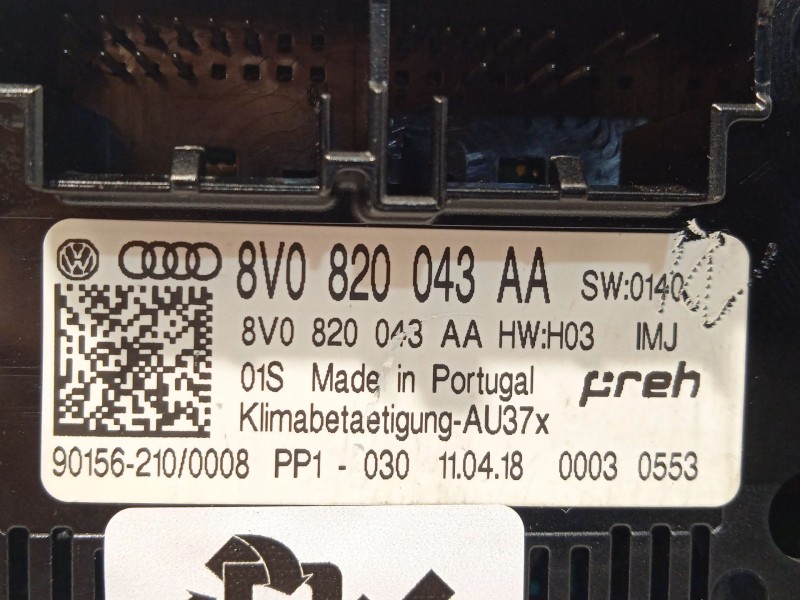 8V0 820 043 AA SW:0140
8V0 820 043 AA HW:H03 IMJ
01S Made in Portugal preh
Klimabetaetigung-AU37x
90156-210/0008 PP1 - 030 11.04.18 0003 0553